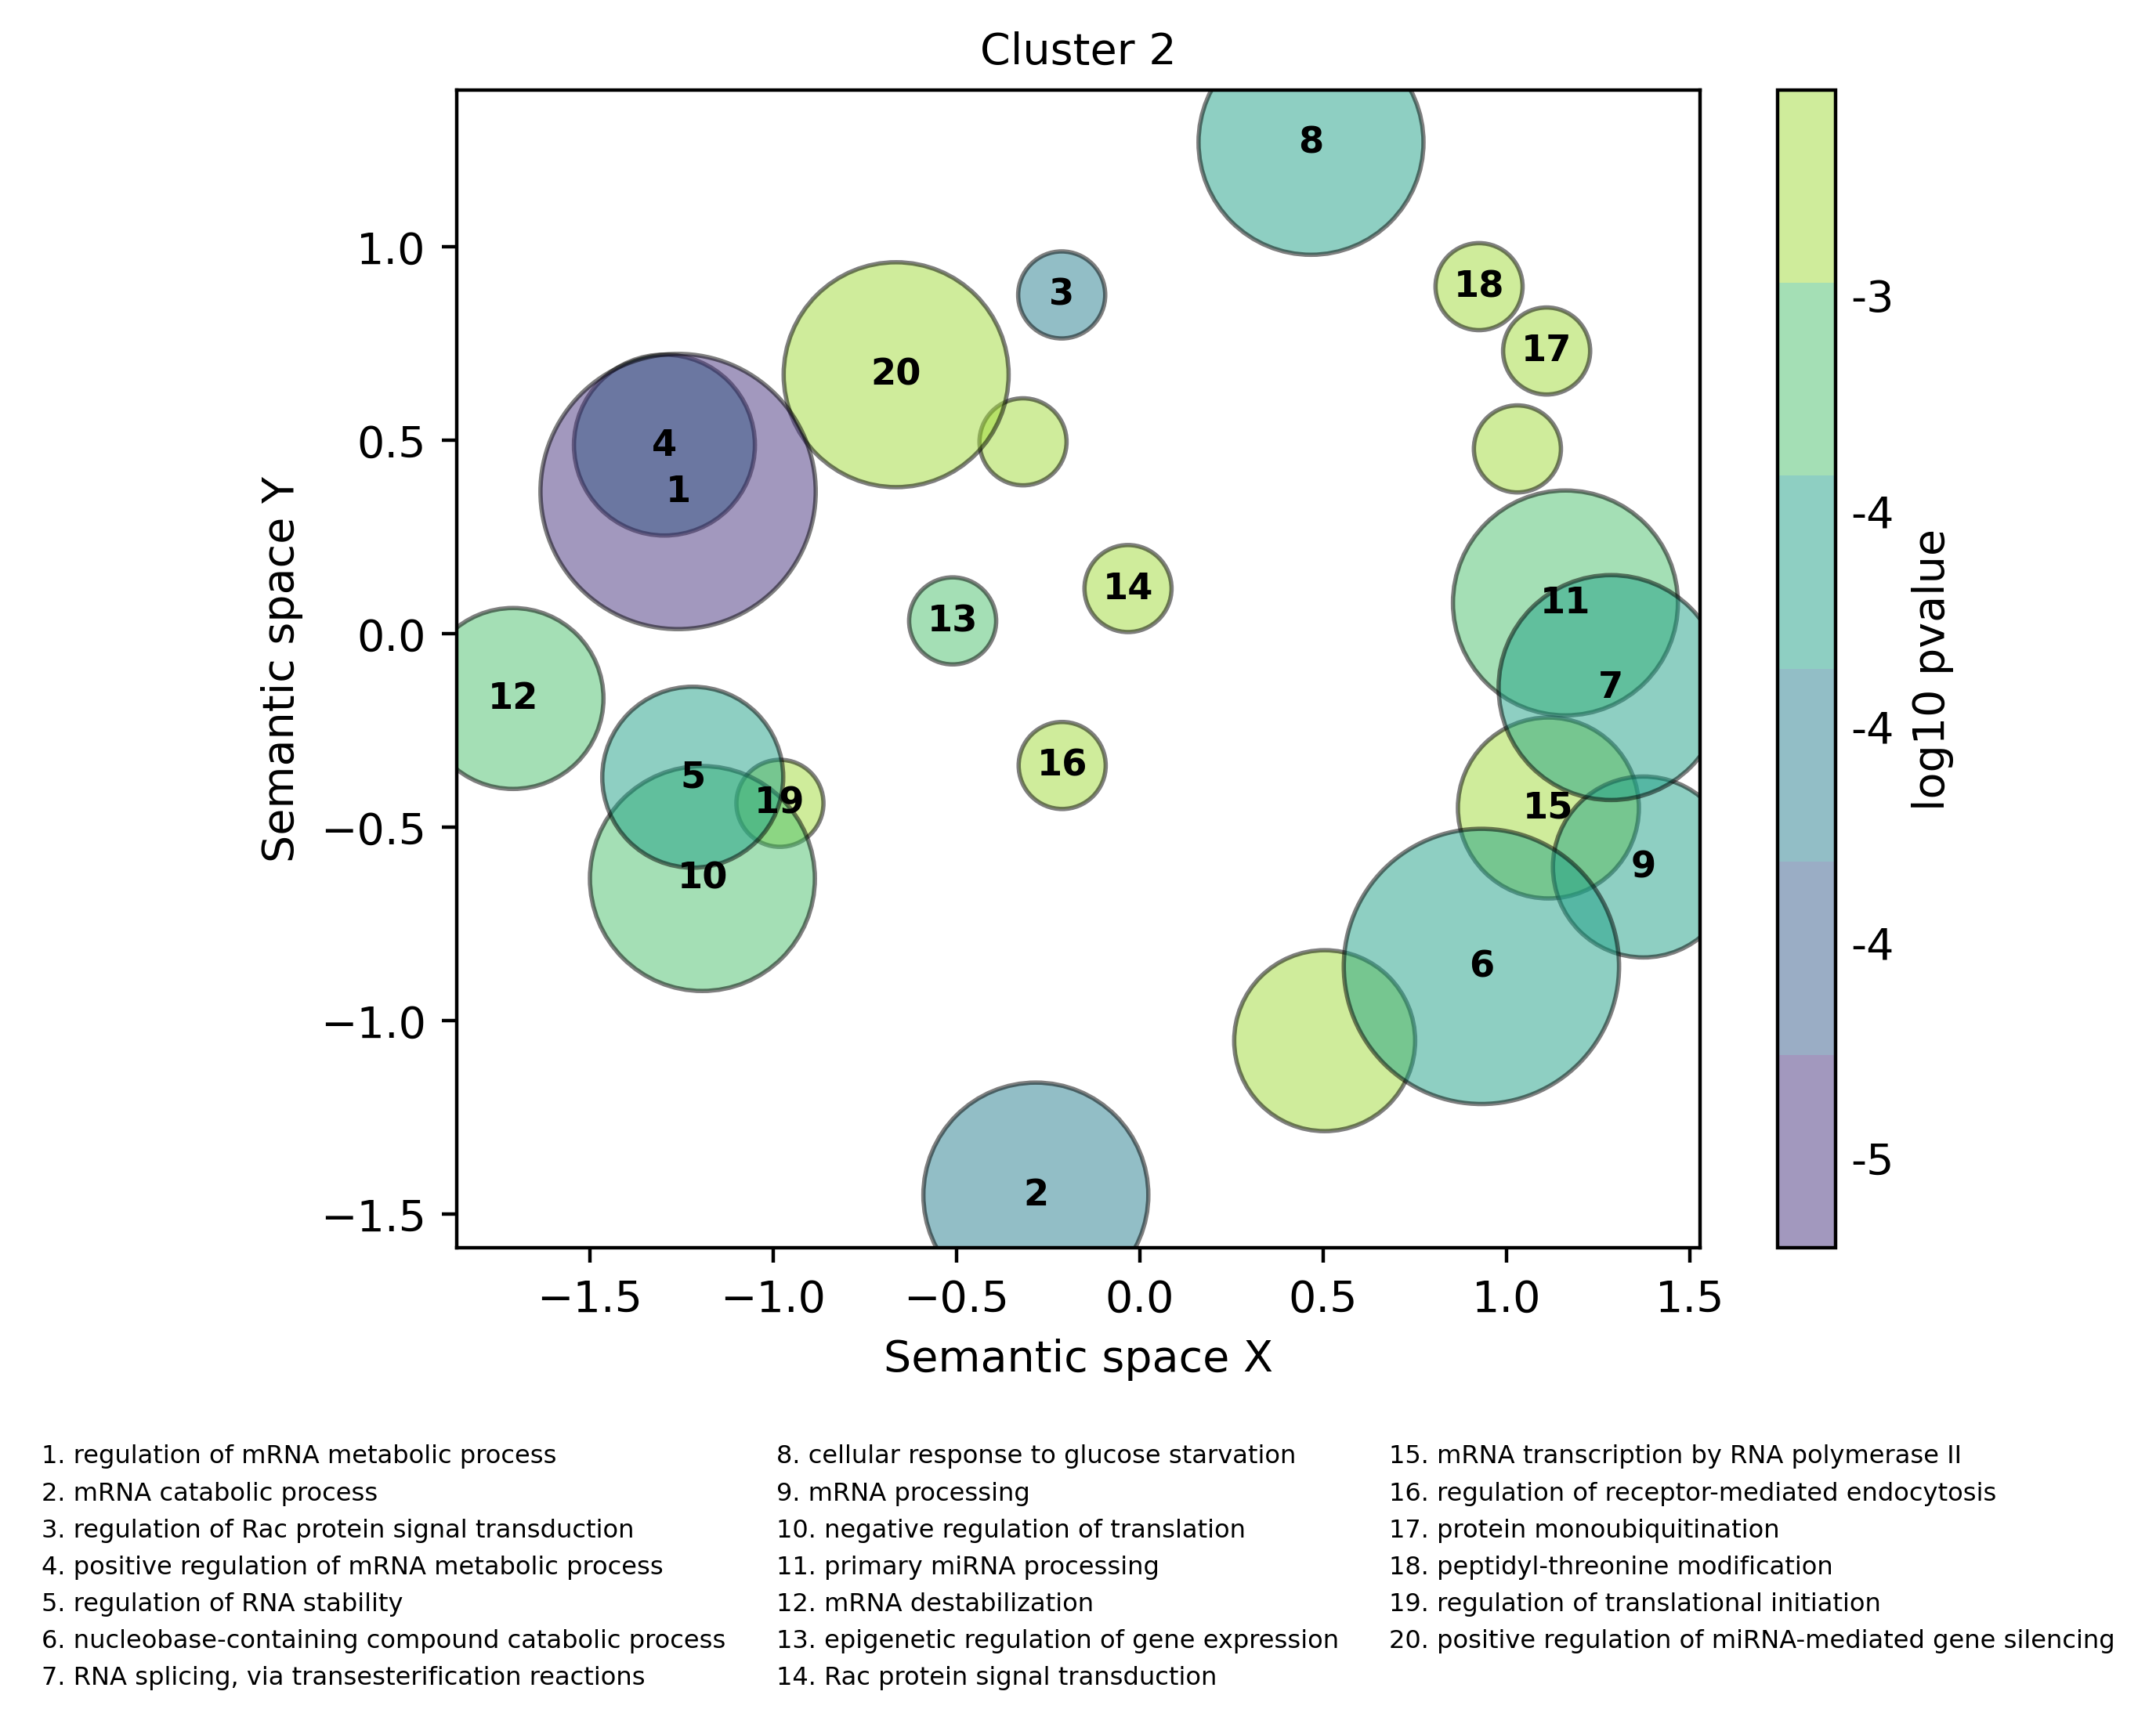 Cluster 2
8
1.0
18
3
-3
17
20
0.5
4
1
-4
14
11
13
0.0
7
12
-4
16
5
19
15
−0.5
9
10
-4
6
−1.0
-5
2
−1.5
−1.5
−1.0
−0.5
0.0
0.5
1.0
1.5
Semantic space Y
log10 pvalue
Semantic space X
1. regulation of mRNA metabolic process
2. mRNA catabolic process
3. regulation of Rac protein signal transduction
4. positive regulation of mRNA metabolic process
5. regulation of RNA stability
6. nucleobase-containing compound catabolic process
7. RNA splicing, via transesterification reactions
8. cellular response to glucose starvation
9. mRNA processing
10. negative regulation of translation
11. primary miRNA processing
12. mRNA destabilization
13. epigenetic regulation of gene expression
14. Rac protein signal transduction
15. mRNA transcription by RNA polymerase II
16. regulation of receptor-mediated endocytosis
17. protein monoubiquitination
18. peptidyl-threonine modification
19. regulation of translational initiation
20. positive regulation of miRNA-mediated gene silencing